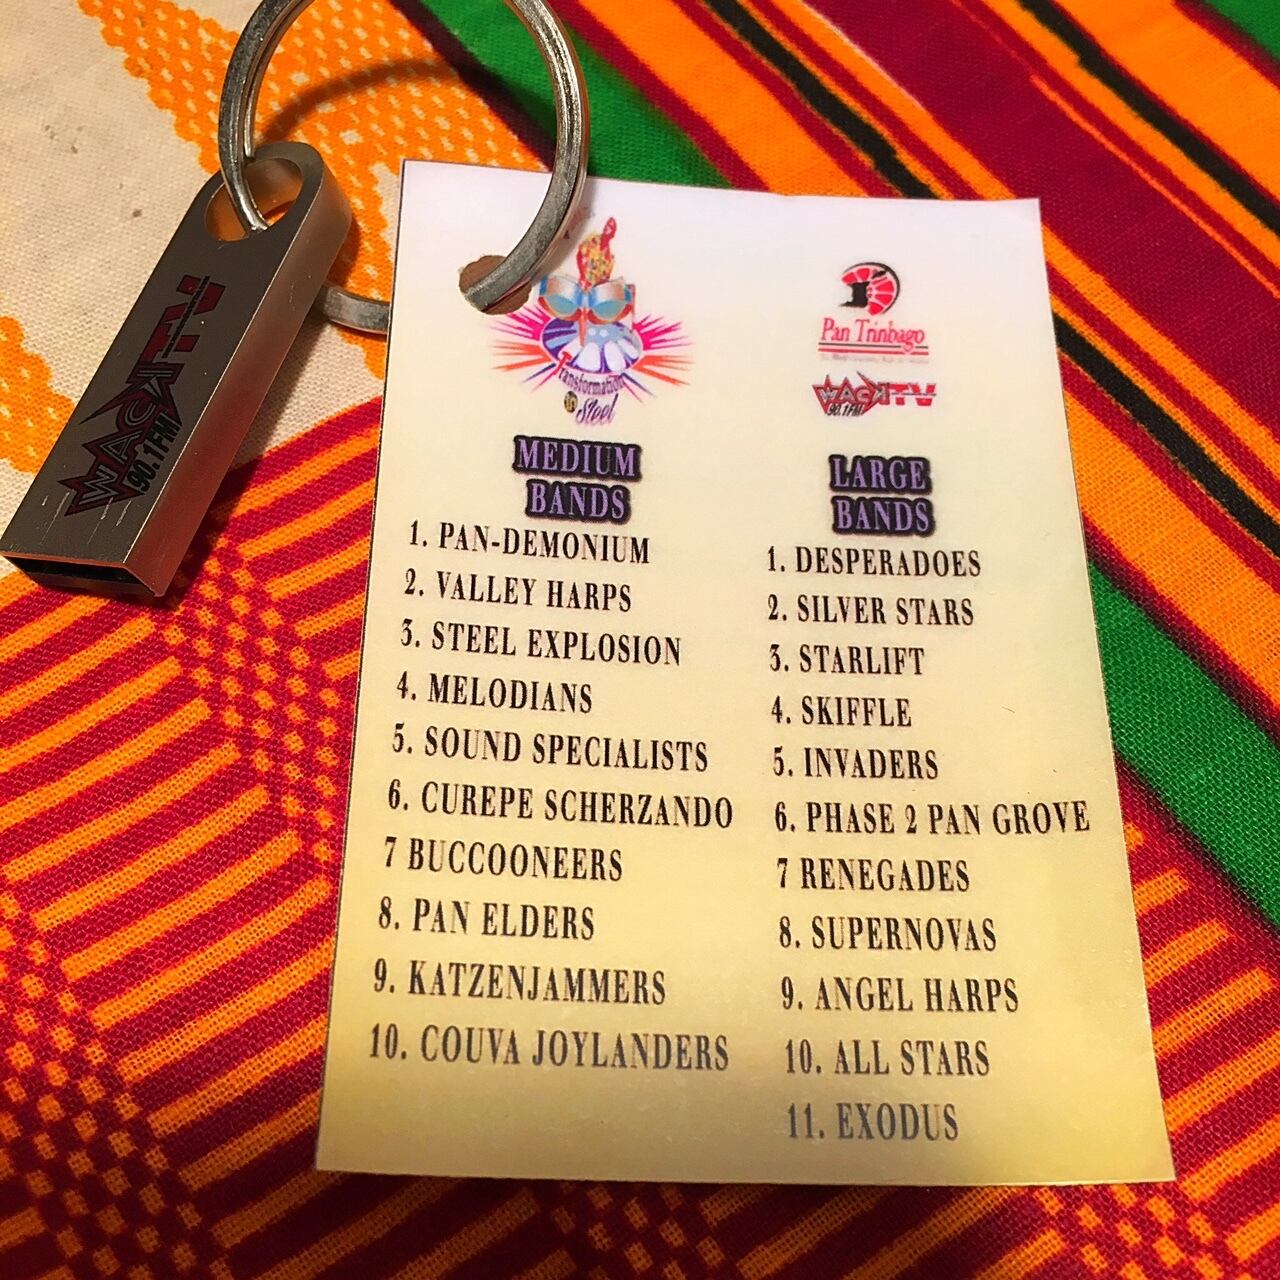 WACKTV
90.1FM
Transformation
in Steel
Pan Trinbago
WACKTV
90.1FM
MEDIUM
BANDS
1. PAN-DEMONIUM
2. VALLEY HARPS
3. STEEL EXPLOSION
4. MELODIANS
5. SOUND SPECIALISTS
6. CUREPE SCHERZANDO
7 BUCCOONEERS
8. PAN ELDERS
9. KATZENJAMMERS
10. COUVA JOYLANDERS
LARGE
BANDS
1. DESPERADOES
2. SILVER STARS
3. STARLIFT
4. SKIFFLE
5. INVADERS
6. PHASE 2 PAN GROVE
7 RENEGADES
8. SUPERNOVAS
9. ANGEL HARPS
10. ALL STARS
11. EXODUS